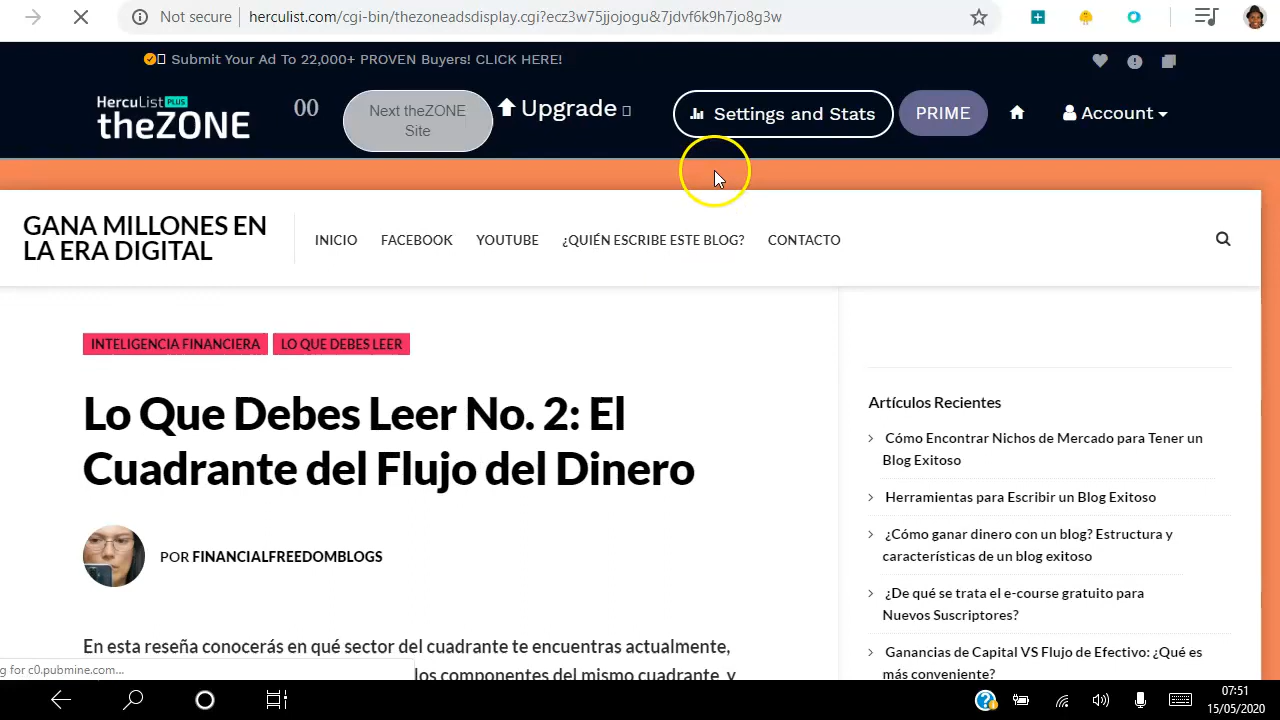 Not secure
herculist.com/cgi-bin/thezoneadsdisplay.cgi?ecz3w75jjojogu&7jdvf6k9h7jo8g3w
Submit Your Ad To 22,000+ PROVEN Buyers! CLICK HERE!
HercuList PLUS
theZONE
00
Next theZONE
Site
Upgrade
Settings and Stats
PRIME
Account
GANA MILLONES EN
LA ERA DIGITAL
INICIO
FACEBOOK
YOUTUBE
¿QUIÉN ESCRIBE ESTE BLOG?
CONTACTO
INTELIGENCIA FINANCIERA
LO QUE DEBES LEER
Lo Que Debes Leer No. 2: El
Cuadrante del Flujo del Dinero
POR FINANCIALFREEDOMBLOGS
En esta reseña conocerás en qué sector del cuadrante te encuentras actualmente,
los componentes del mismo cuadrante, y
Artículos Recientes
Cómo Encontrar Nichos de Mercado para Tener un
Blog Exitoso
Herramientas para Escribir un Blog Exitoso
¿Cómo ganar dinero con un blog? Estructura y
características de un blog exitoso
¿De qué se trata el e-course gratuito para
Nuevos Suscriptores?
Ganancias de Capital VS Flujo de Efectivo: ¿Qué es
más conveniente?
g for c0.pubmine.com...
07:51
15/05/2020